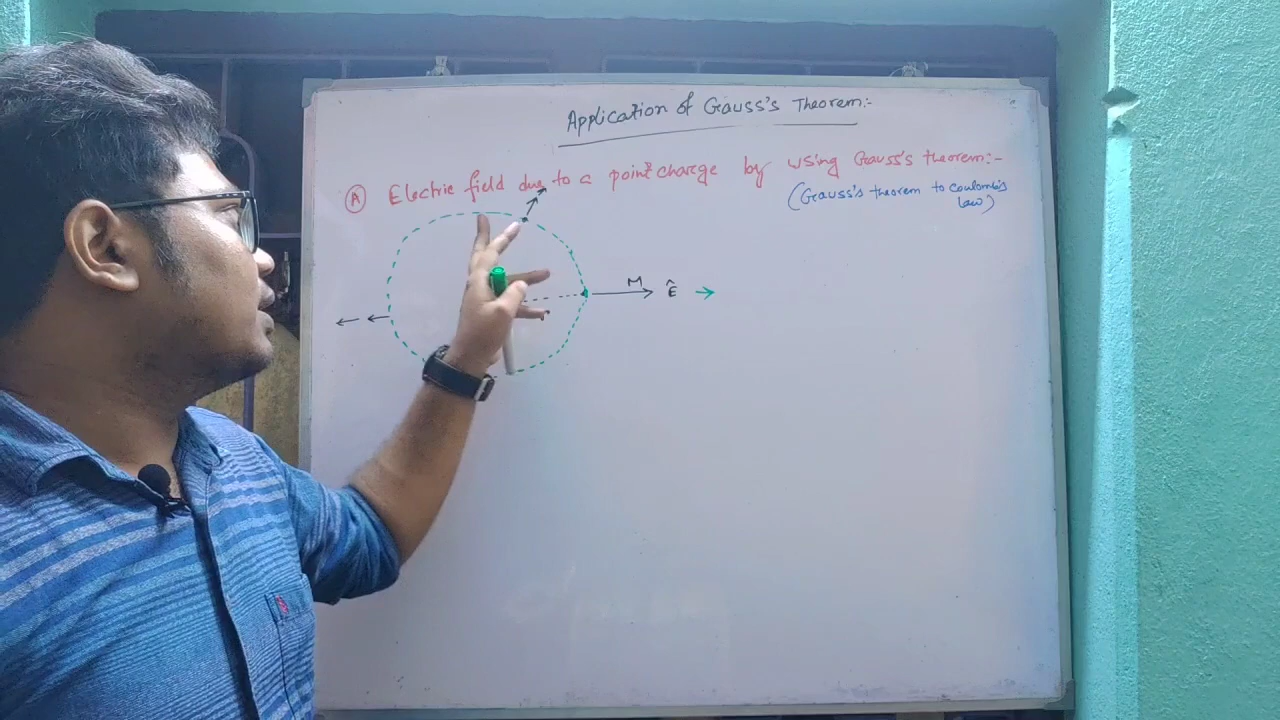 Application of Gauss's Theorem:-
(A) Electric field due to a point charge by using Gauss's theorem:-
(Gauss's theorem to Coulomb's
law)
Ê